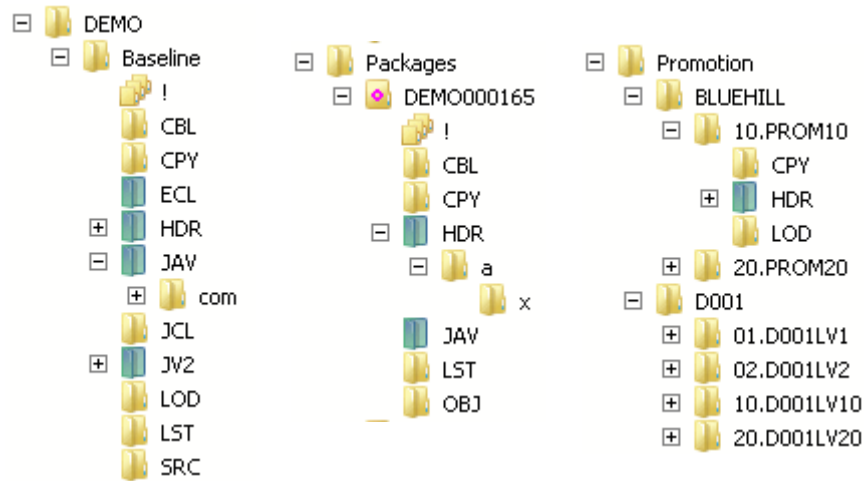 DEMO
Baseline
!
CBL
CPY
ECL
HDR
JAV
com
JCL
JV2
LOD
LST
SRC
Packages
DEMO000165
!
CBL
CPY
HDR
a
x
JAV
LST
OBJ
Promotion
BLUEHILL
10.PROM10
CPY
HDR
LOD
20.PROM20
D001
01.D001LV1
02.D001LV2
10.D001LV10
20.D001LV20